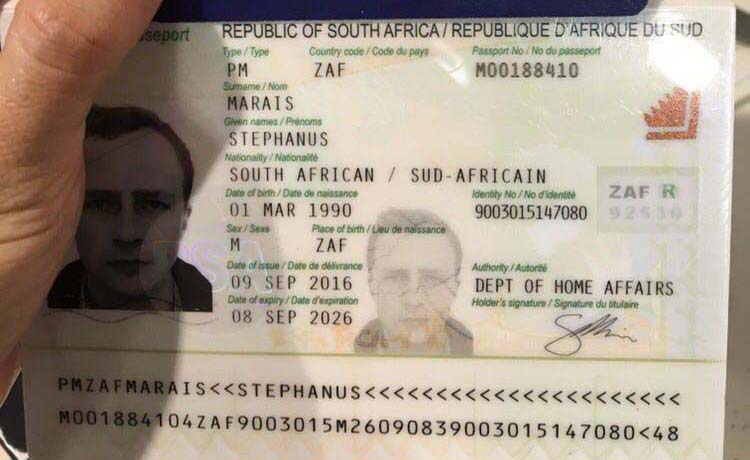 passeport
REPUBLIC OF SOUTH AFRICA / REPUBLIQUE D'AFRIQUE DU SUD
Type / Type Country code / Code du pays Passport No / No du passeport
PM ZAF M00188410
Surname / Nom
MARAIS
Given names / Prénoms
STEPHANUS
Nationality / Nationalité
SOUTH AFRICAN / SUD-AFRICAIN
Date of birth / Date de naissance Identity No / No d'identité
01 MAR 1990 9003015147080
ZAF R
Sex / Sexe Place of birth / Lieu de naissance
M ZAF
Date of issue / Date de délivrance Authority / Autorité
09 SEP 2016 DEPT OF HOME AFFAIRS
Date of expiry / Date d'expiration Holder's signature / Signature du titulaire
08 SEP 2026
PMZAFMARAIS<<STEPHANUS<<<<<<<<<<<<<<<<<<<<<<
M001884104ZAF9003015M26090839003015147080<48